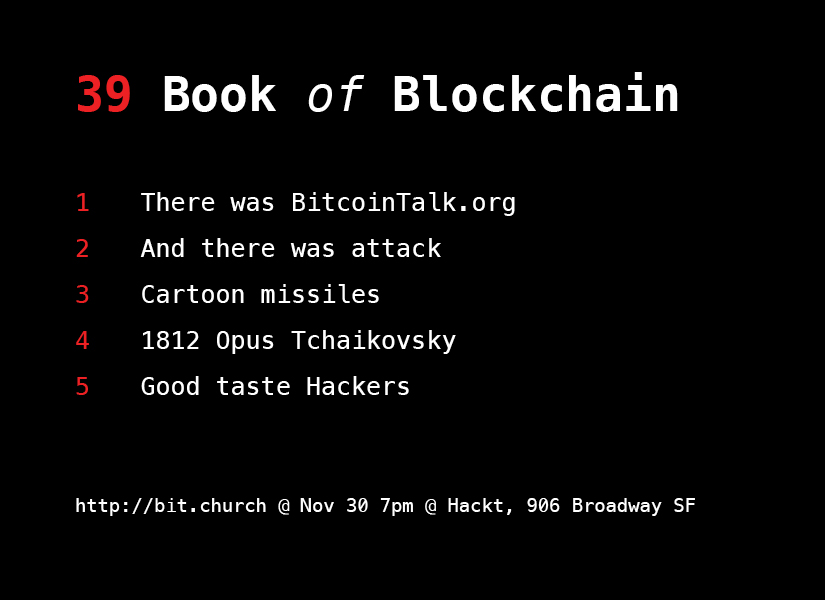 39 Book of Blockchain
1 There was BitcoinTalk.org
2 And there was attack
3 Cartoon missiles
4 1812 Opus Tchaikovsky
5 Good taste Hackers
http://bit.church @ Nov 30 7pm @ Hackt, 906 Broadway SF